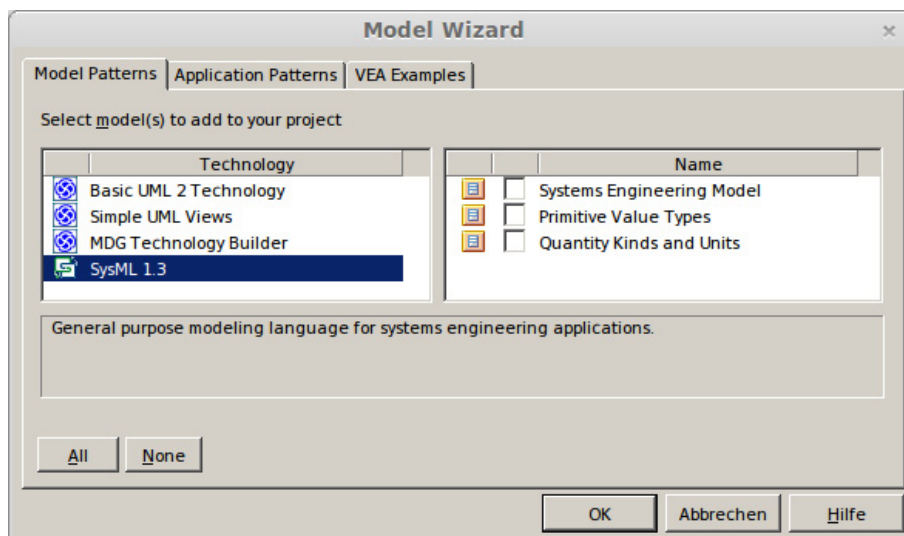 Model Wizard
Model Patterns Application Patterns VEA Examples
Select model(s) to add to your project
Technology Name
Basic UML 2 Technology Systems Engineering Model
Simple UML Views Primitive Value Types
MDG Technology Builder Quantity Kinds and Units
SysML 1.3
General purpose modeling language for systems engineering applications.
All None
OK Abbrechen Hilfe